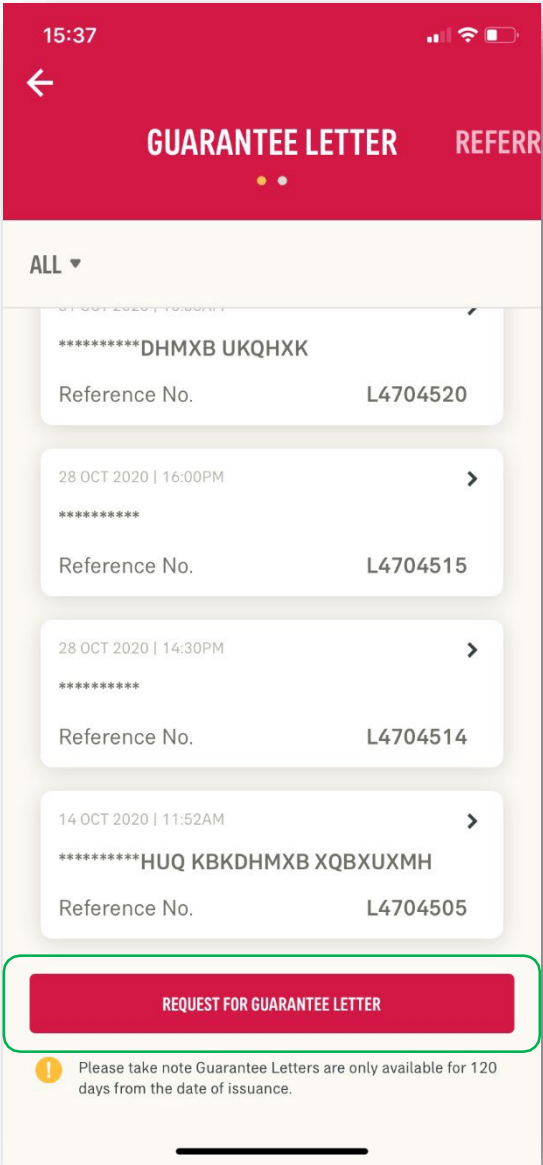 15:37
GUARANTEE LETTER REFERR
ALL
**********DHMXB UKQHXK
Reference No. L4704520
28 OCT 2020 | 16:00PM
**********
Reference No. L4704515
28 OCT 2020 | 14:30PM
**********
Reference No. L4704514
14 OCT 2020 | 11:52AM
**********HUQ KBKDHMXB XQBXUXMH
Reference No. L4704505
REQUEST FOR GUARANTEE LETTER
Please take note Guarantee Letters are only available for 120
days from the date of issuance.